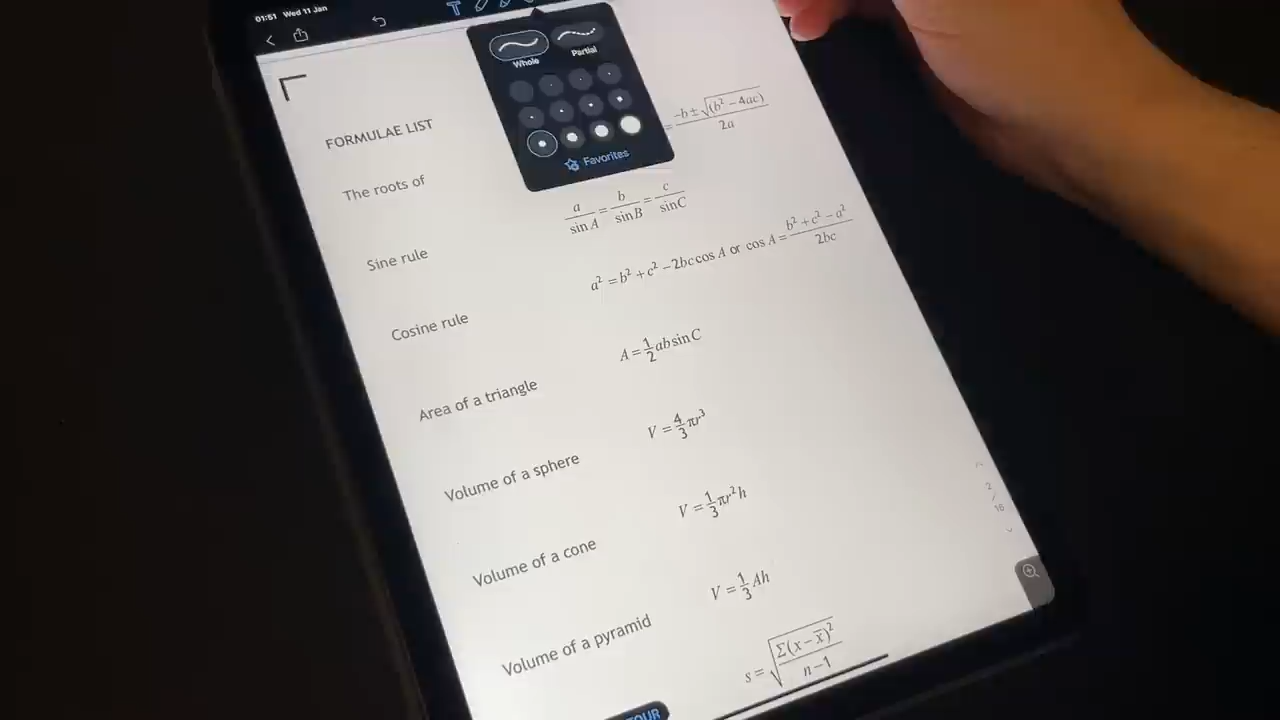 01:51 Wed 11 Jan
Whole
Partial
Favorites
FORMULAE LIST
The roots of
= -b ± √(b² – 4ac) / 2a
Sine rule
a / sin A = b / sin B = c / sin C
Cosine rule
a² = b² + c² – 2bc cos A or cos A = b² + c² – a² / 2bc
Area of a triangle
A = ½ ab sin C
Volume of a sphere
V = 4/3 πr³
Volume of a cone
V = 1/3 πr²h
Volume of a pyramid
V = 1/3 Ah
s = √ Σ(x – x̄)² / n – 1
2 / 16